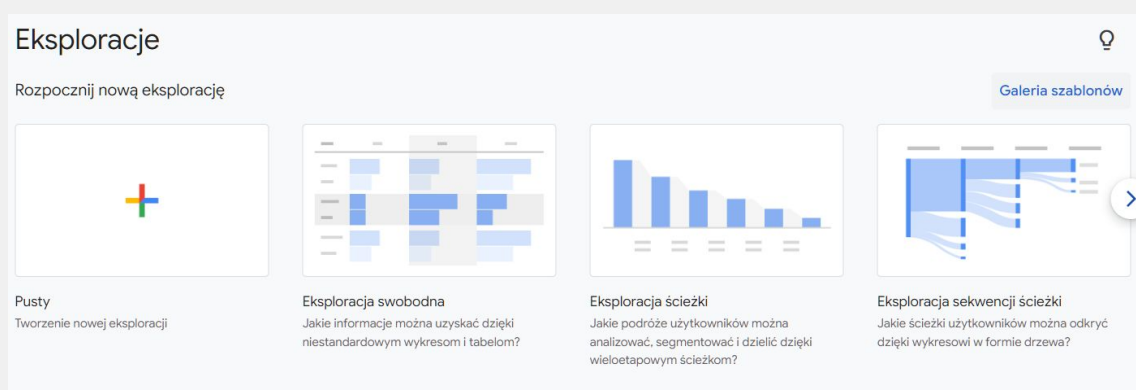 Eksploracje
Rozpocznij nową eksplorację
Galeria szablonów
Pusty
Tworzenie nowej eksploracji
Eksploracja swobodna
Jakie informacje można uzyskać dzięki
niestandardowym wykresom i tabelom?
Eksploracja ścieżki
Jakie podróże użytkowników można
analizować, segmentować i dzielić dzięki
wieloetapowym ścieżkom?
Eksploracja sekwencji ścieżki
Jakie ścieżki użytkowników można odkryć
dzięki wykresowi w formie drzewa?